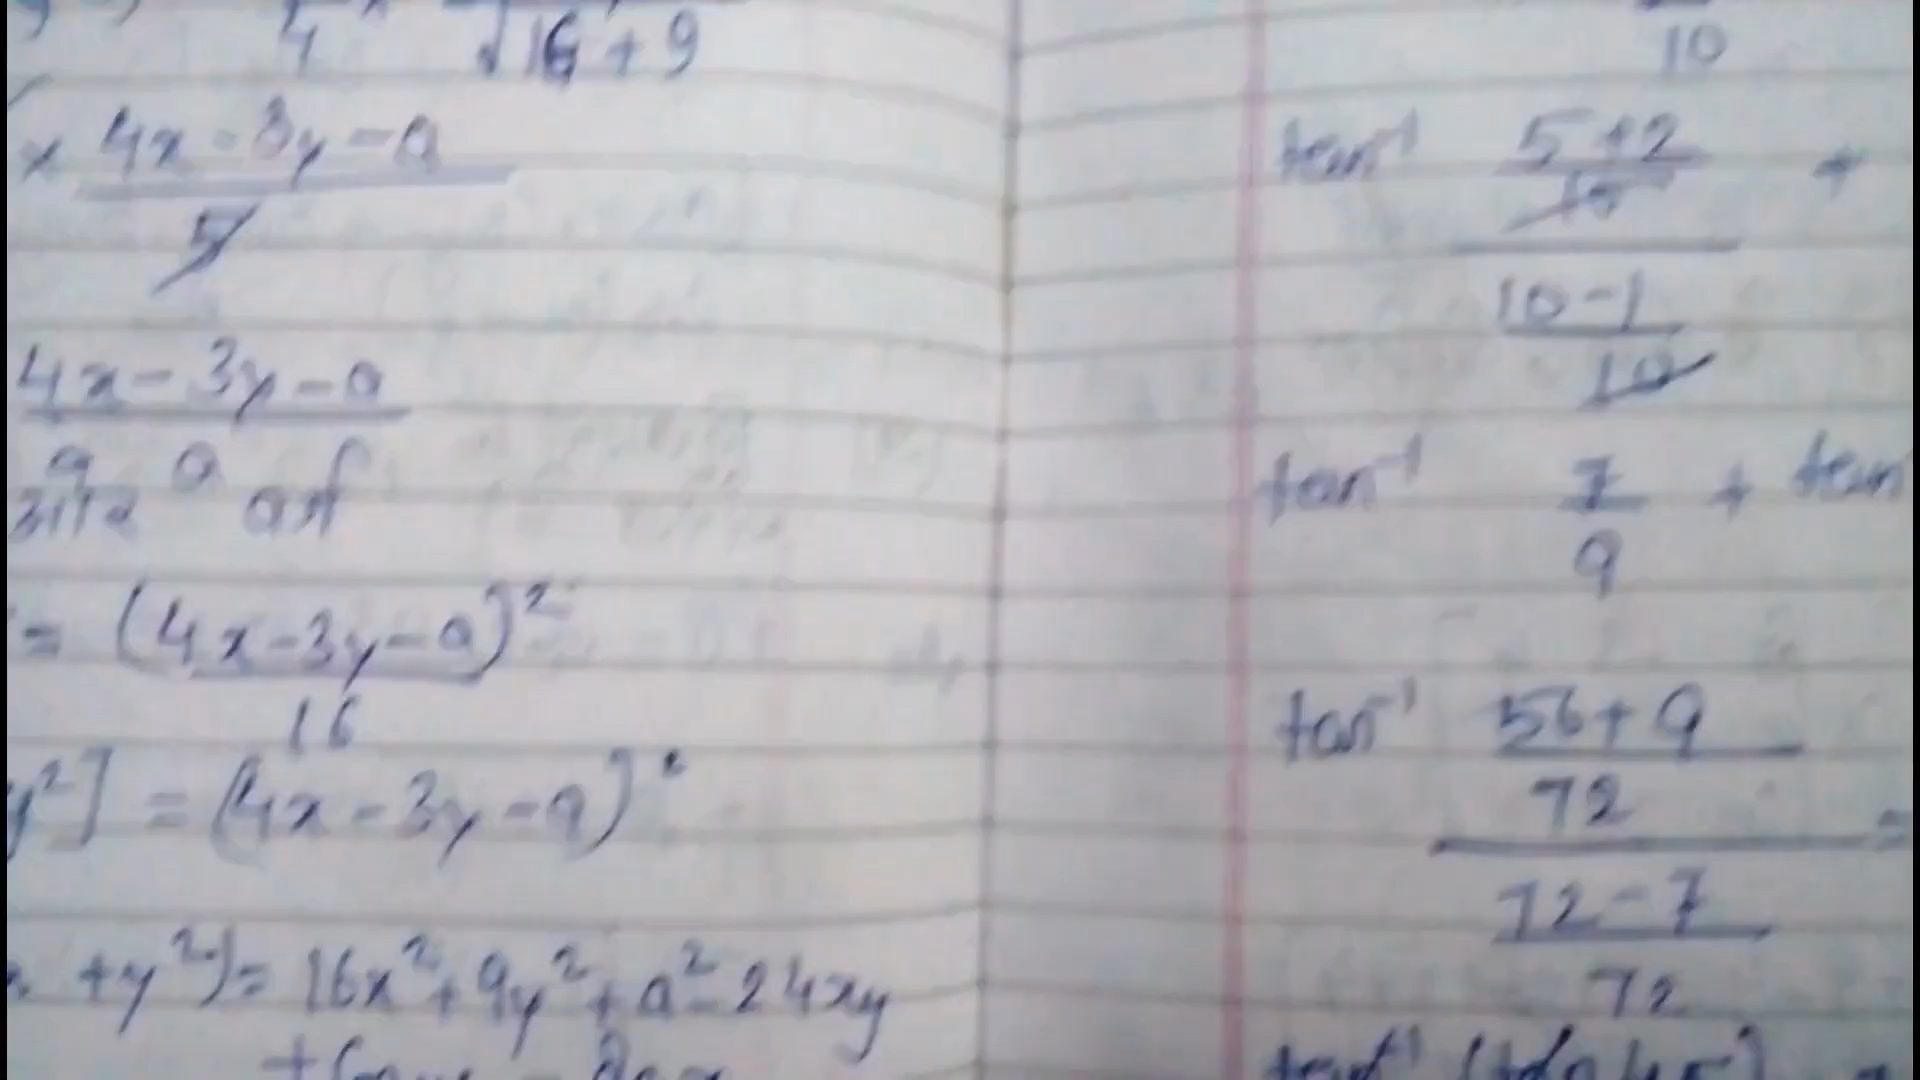 4
√16 + 9
× 4x - 3y - a
5
4x - 3y - a
= (4x - 3y - a)²
16
y²] = (4x - 3y - a)²
+ y²) = 16x² + 9y² + a² - 24xy
10
tan⁻¹ 5 + 2 +
10
10 - 1
10
tan⁻¹ 7 + tan
9
tan⁻¹ 56 + 9
72 =
72 - 7
72